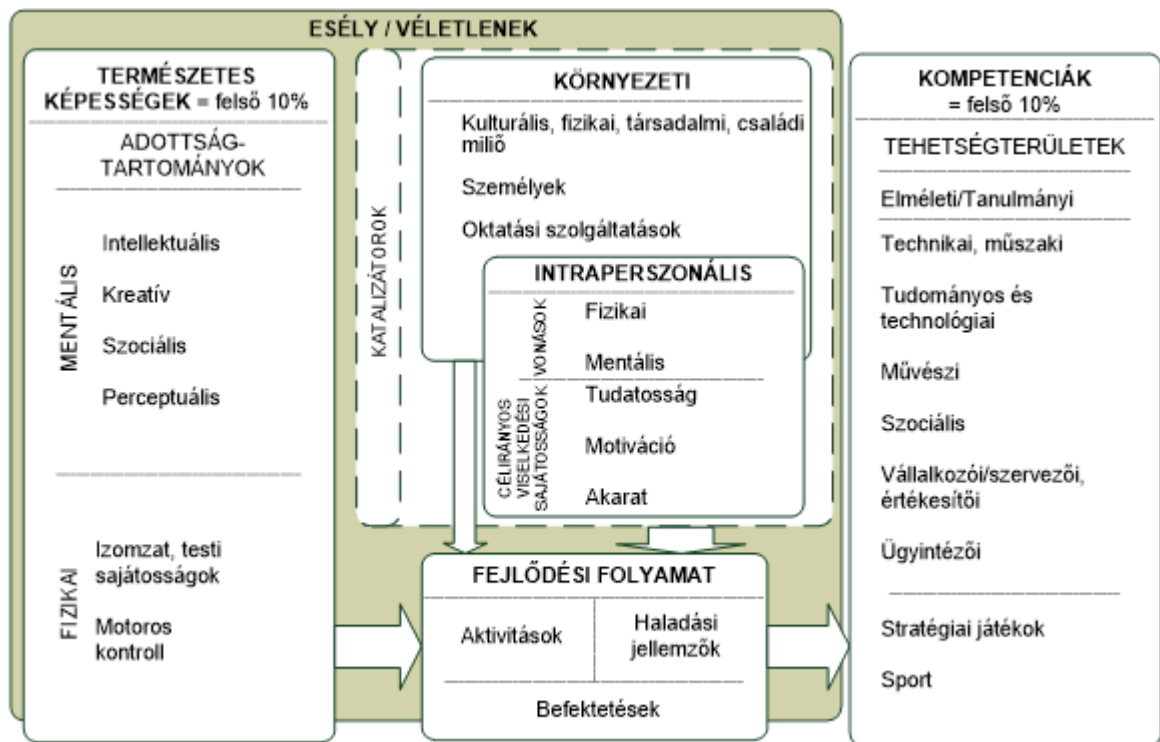 ESÉLY / VÉLETLENEK
TERMÉSZETES
KÉPESSÉGEK = felső 10%
ADOTTSÁG-
TARTOMÁNYOK
MENTÁLIS
Intellektuális
Kreatív
Szociális
Perceptuális
FIZIKAI
Izomzat, testi
sajátosságok
Motoros
kontroll
KATALIZÁTOROK
KÖRNYEZETI
Kulturális, fizikai, társadalmi, családi
miliő
Személyek
Oktatási szolgáltatások
INTRAPERSZONÁLIS
VONÁSOK
Fizikai
Mentális
CÉLIRÁNYOS
VISELKEDÉSI
SAJÁTOSSÁGOK
Tudatosság
Motiváció
Akarat
FEJLŐDÉSI FOLYAMAT
Aktivitások
Haladási
jellemzők
Befektetések
KOMPETENCIÁK
= felső 10%
TEHETSÉGTERÜLETEK
Elméleti/Tanulmányi
Technikai, műszaki
Tudományos és
technológiai
Művészi
Szociális
Vállalkozói/szervezői,
értékesítői
Ügyintézői
Stratégiai játékok
Sport